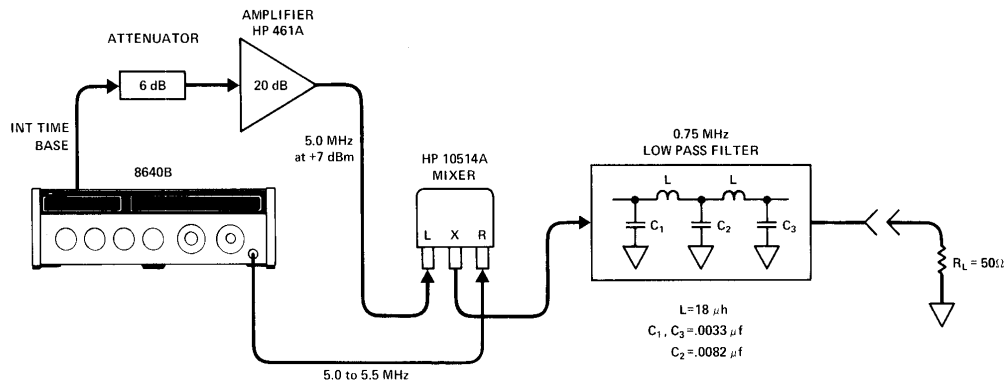 AMPLIFIER
HP 461A
ATTENUATOR
6 dB
20 dB
INT TIME
BASE
5.0 MHz
at +7 dBm
8640B
HP 10514A
MIXER
L X R
0.75 MHz
LOW PASS FILTER
L L
C₁ C₂ C₃
R_L = 50Ω
L=18 μh
C₁, C₃=.0033 μf
C₂=.0082 μf
5.0 to 5.5 MHz